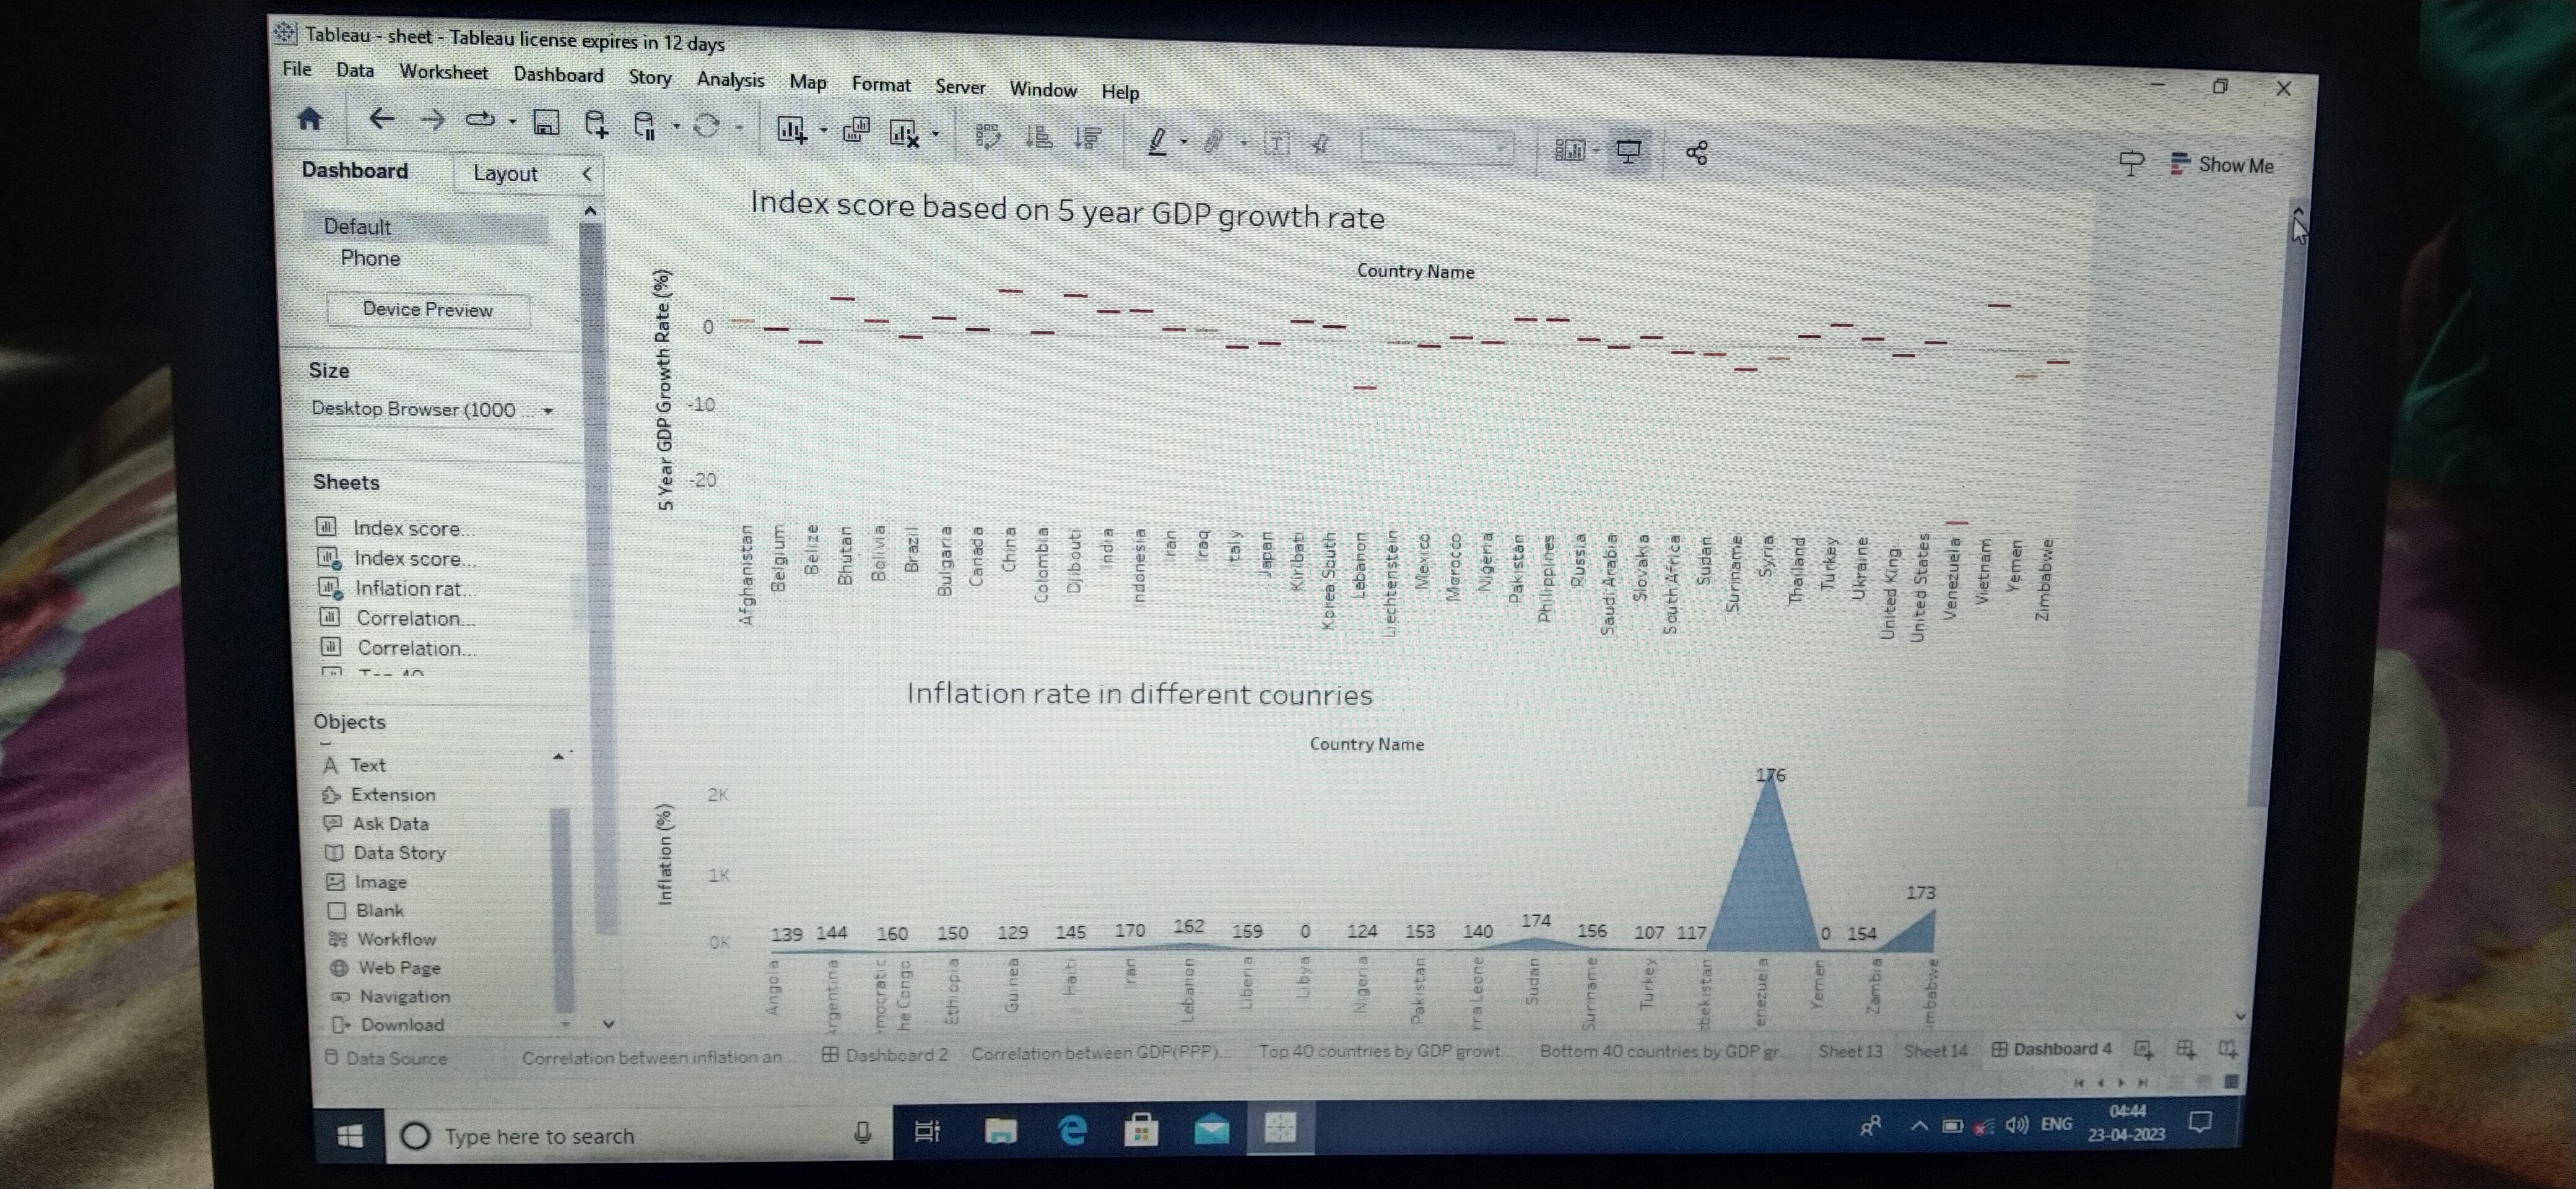 Tableau - sheet - Tableau license expires in 12 days
File Data Worksheet Dashboard Story Analysis Map Format Server Window Help
Show Me
Dashboard Layout
Default
Phone
Device Preview
Size
Desktop Browser (1000 ...
Sheets
Index score...
Index score...
Inflation rat...
Correlation...
Correlation...
Objects
Text
Extension
Ask Data
Data Story
Image
Blank
Workflow
Web Page
Navigation
Download
Index score based on 5 year GDP growth rate
Country Name
5 Year GDP Growth Rate (%)
0
-10
-20
Afghanistan
Belgium
Belize
Bhutan
Bolivia
Brazil
Bulgaria
Canada
China
Colombia
Djibouti
India
Indonesia
Iran
Iraq
Italy
Japan
Kiribati
Korea South
Lebanon
Liechtenstein
Mexico
Morocco
Nigeria
Pakistan
Philippines
Russia
Saudi Arabia
Slovakia
South Africa
Sudan
Suriname
Syria
Thailand
Turkey
Ukraine
United King..
United States
Venezuela
Vietnam
Yemen
Zimbabwe
Inflation rate in different counries
Country Name
Inflation (%)
2K
1K
0K
139 144 160 150 129 145 170 162 159 0 124 153 140 174 156 107 117 176 0 154 173
Angola
Argentina
mocratic
he Congo
Ethiopia
Guinea
Haiti
Iran
Lebanon
Liberia
Libya
Nigeria
Pakistan
rra Leone
Sudan
Suriname
Turkey
zbekistan
enezuela
Yemen
Zambia
imbabwe
Data Source Correlation between inflation an... Dashboard 2 Correlation between GDP(PPP)... Top 40 countries by GDP growt... Bottom 40 countries by GDP gr... Sheet 13 Sheet 14 Dashboard 4
Type here to search
ENG
04:44
23-04-2023